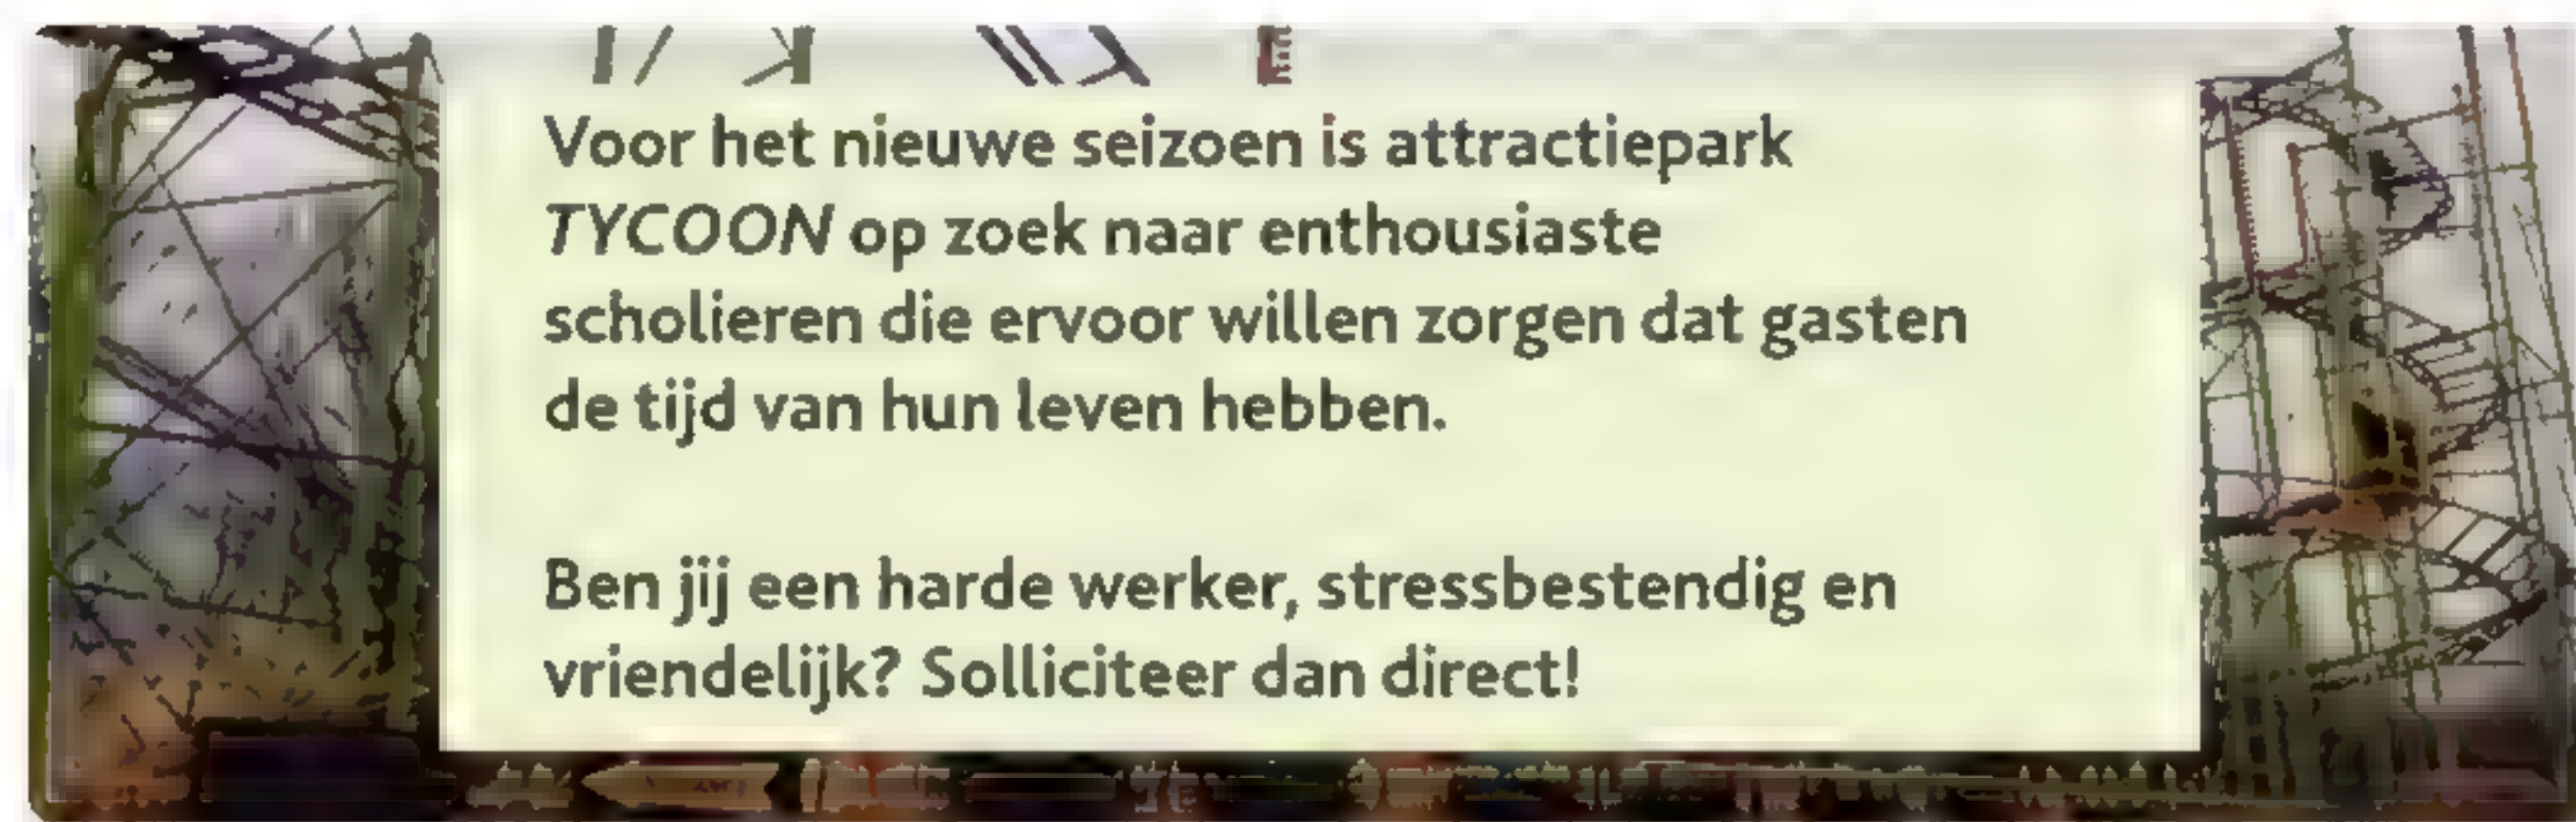 Voor het nieuwe seizoen is attractiepark
TYCOON op zoek naar enthousiaste
scholieren die ervoor willen zorgen dat gasten
de tijd van hun leven hebben.
Ben jij een harde werker, stressbestendig en
vriendelijk? Solliciteer dan direct!